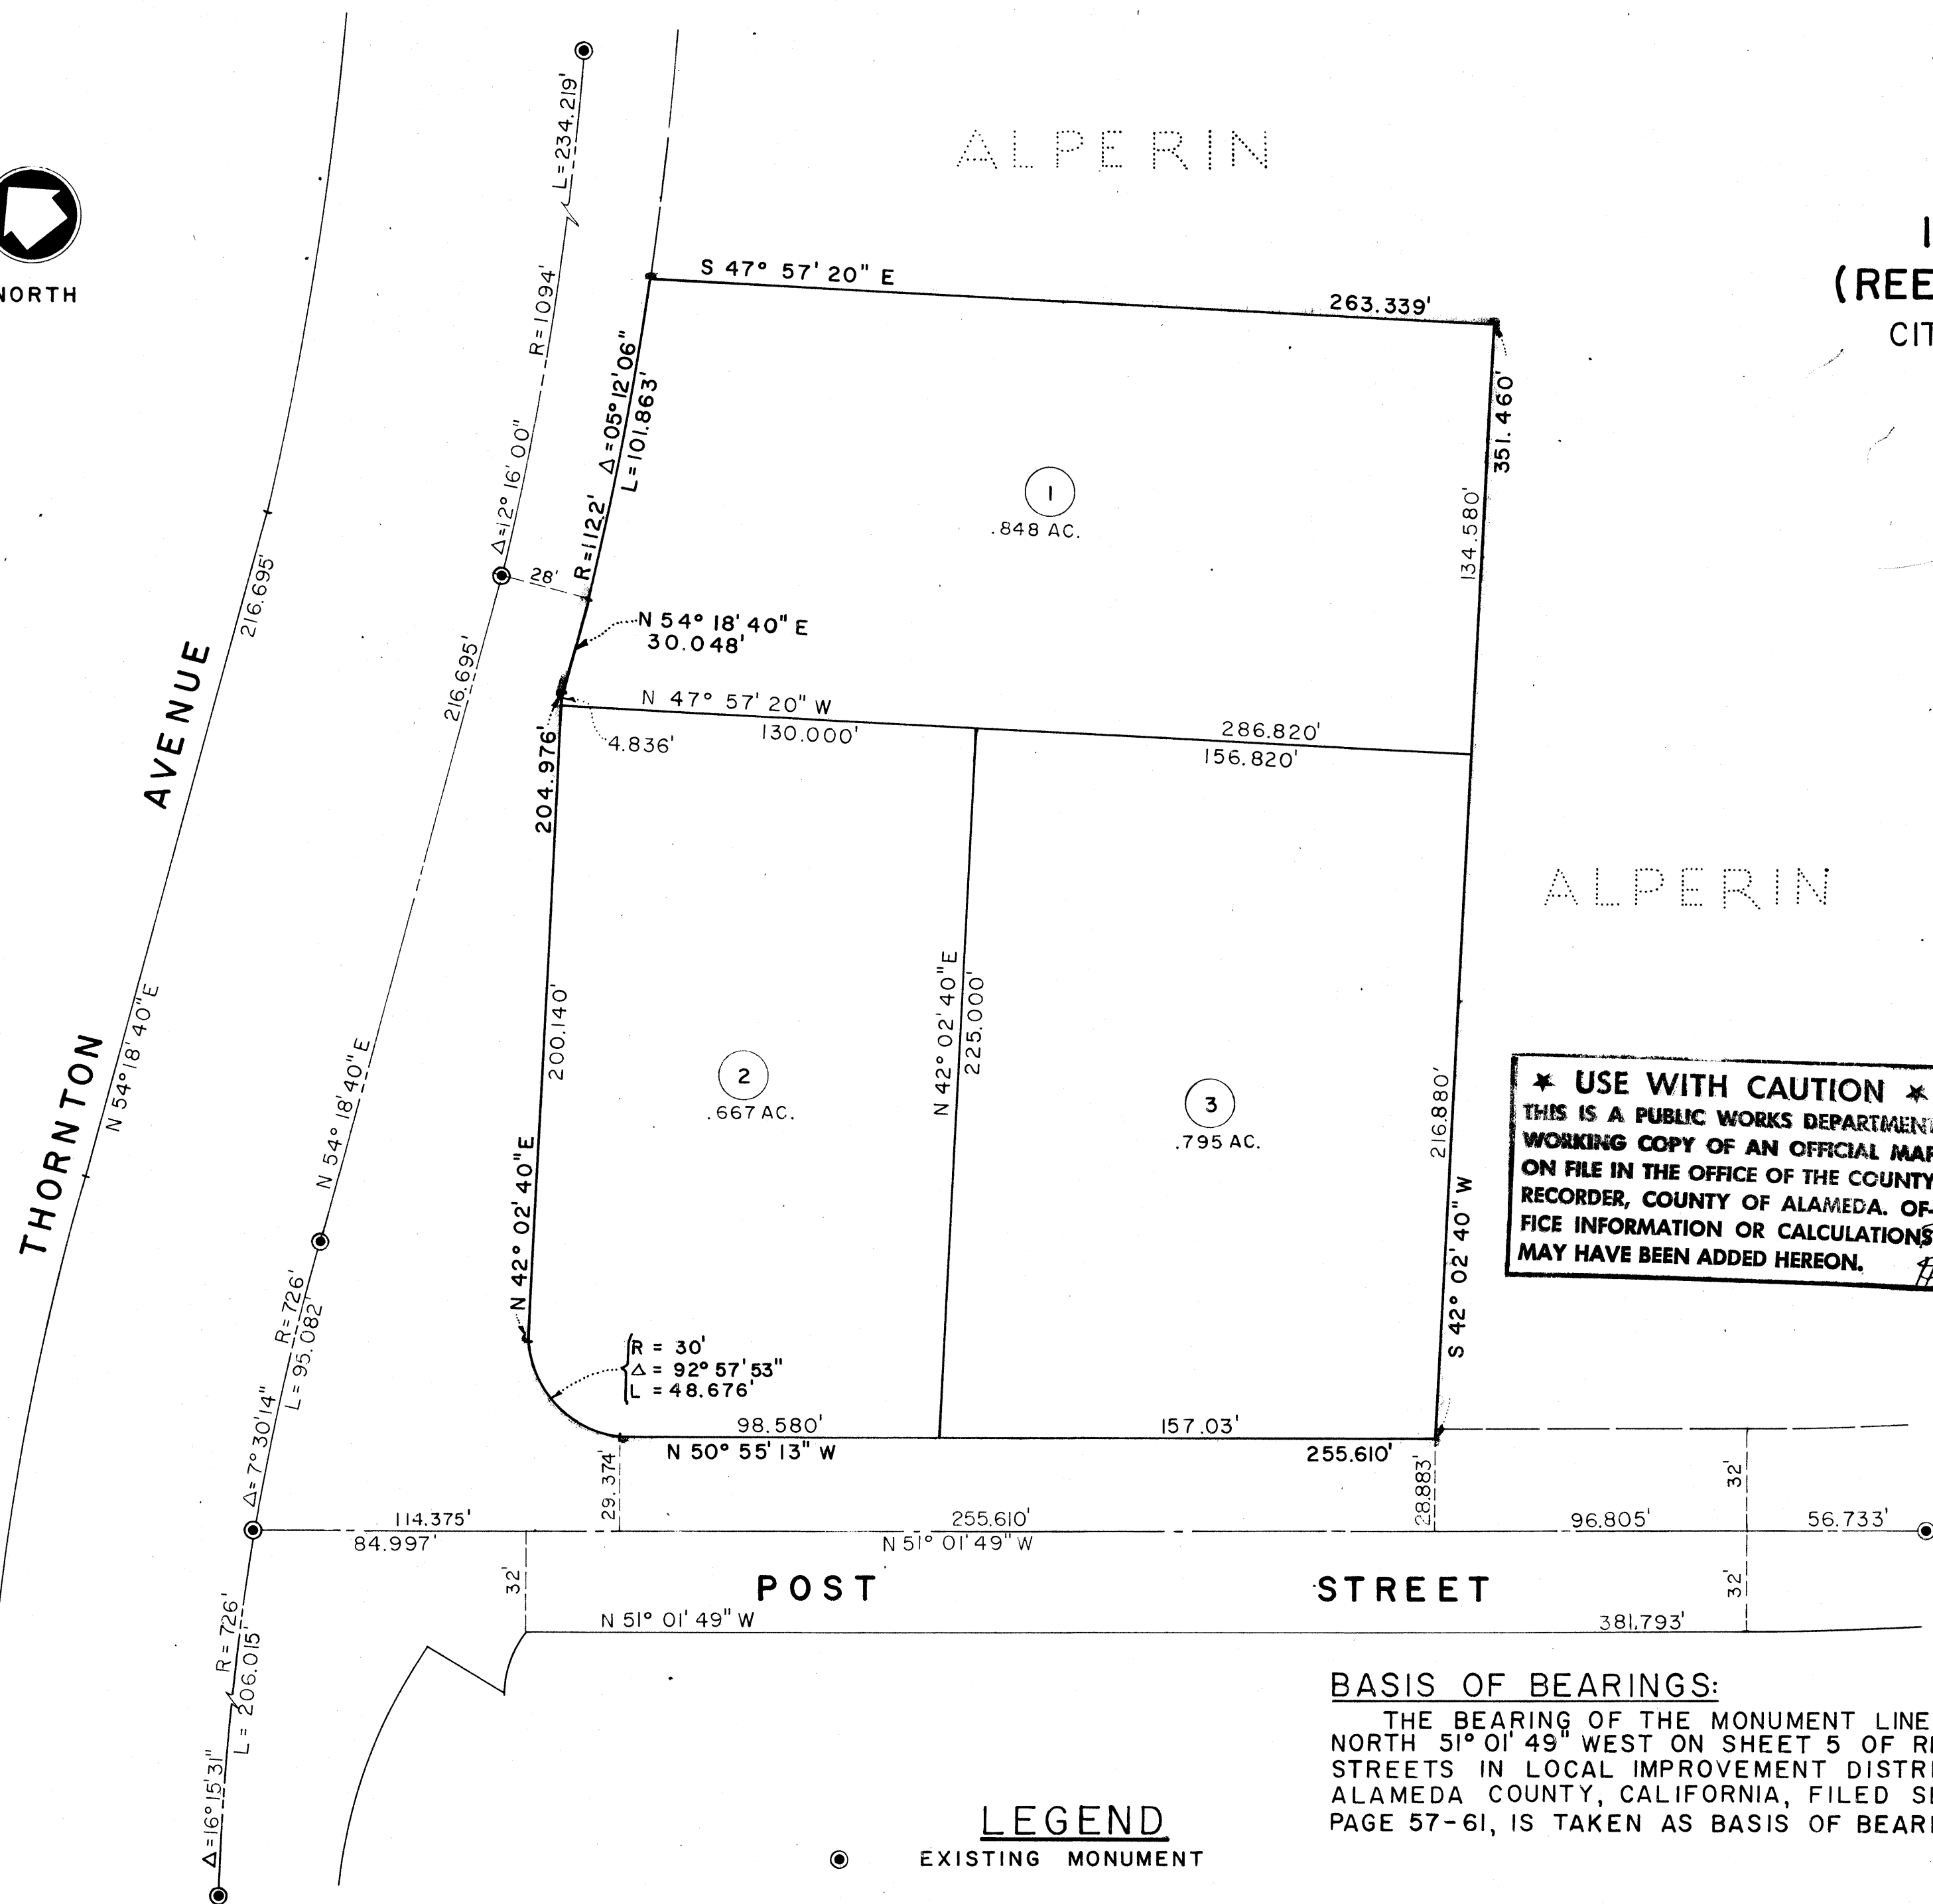 L=234.219'
ALPERIN
NORTH
(REE
CIT
S 47° 57' 20" E
263.339'
R=1094'
Δ=05°12'06"
L=101.863'
351.460'
Δ=12°16'00"
1
.848 AC.
134.580'
R=1122'
28'
216.695'
N 54° 18' 40" E
30.048'
216.695'
AVENUE
N 47° 57' 20" W
130.000'
286.820'
156.820'
4.836'
204.976'
ALPERIN
N 54°18'40"E
THORNTON
200.140'
N 42° 02' 40"E
225.000'
2
.667 AC.
3
.795 AC.
216.880'
N 54° 18' 40" E
N 42° 02' 40"E
S 42° 02' 40" W
★ USE WITH CAUTION ★
THIS IS A PUBLIC WORKS DEPARTMENT
WORKING COPY OF AN OFFICIAL MAP
ON FILE IN THE OFFICE OF THE COUNTY
RECORDER, COUNTY OF ALAMEDA. OF-
FICE INFORMATION OR CALCULATIONS
MAY HAVE BEEN ADDED HEREON.
R=726'
L=95.082'
R = 30'
Δ = 92° 57' 53"
L = 48.676'
Δ=7°30'14"
98.580'
157.03'
N 50° 55' 13" W
255.610'
29.374'
28.883'
32'
114.375'
255.610'
96.805'
56.733'
84.997'
N 51° 01' 49" W
32'
POST STREET
32'
N 51° 01' 49" W
381.793'
R=726'
L = 206.015'
Δ=16°15'31"
BASIS OF BEARINGS:
THE BEARING OF THE MONUMENT LINE
NORTH 51° 01' 49" WEST ON SHEET 5 OF R
STREETS IN LOCAL IMPROVEMENT DISTR
ALAMEDA COUNTY, CALIFORNIA, FILED S
PAGE 57-61, IS TAKEN AS BASIS OF BEAR
LEGEND
EXISTING MONUMENT